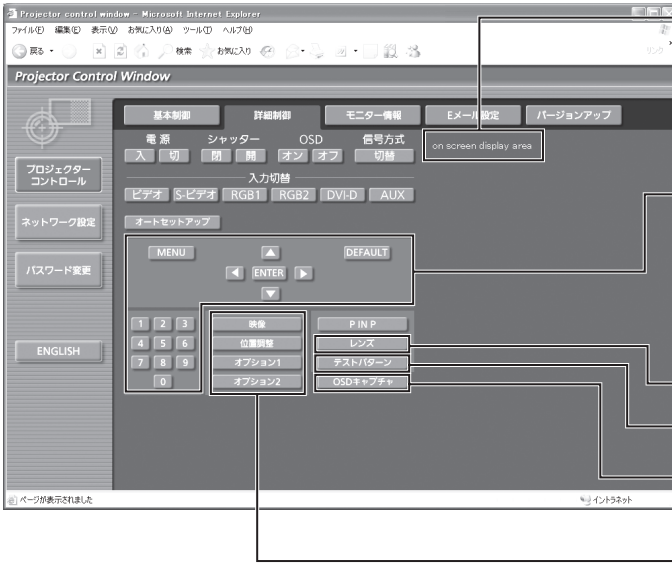 Projector control window - Microsoft Internet Explorer
ファイル(F) 編集(E) 表示(V) お気に入り(A) ツール(T) ヘルプ(H)
戻る 検索 お気に入り リンク
Projector Control Window
基本制御 詳細制御 モニター情報 Eメール設定 バージョンアップ
電源 シャッター OSD 信号方式
入 切 閉 開 オン オフ 切替
on screen display area
入力切替
ビデオ S-ビデオ RGB1 RGB2 DVI-D AUX
オートセットアップ
プロジェクター
コントロール
ネットワーク設定
パスワード変更
ENGLISH
MENU DEFAULT
ENTER
1 2 3 映像 P IN P
4 5 6 位置調整 レンズ
7 8 9 オプション1 テストパターン
0 オプション2 OSDキャプチャ
ページが表示されました イントラネット